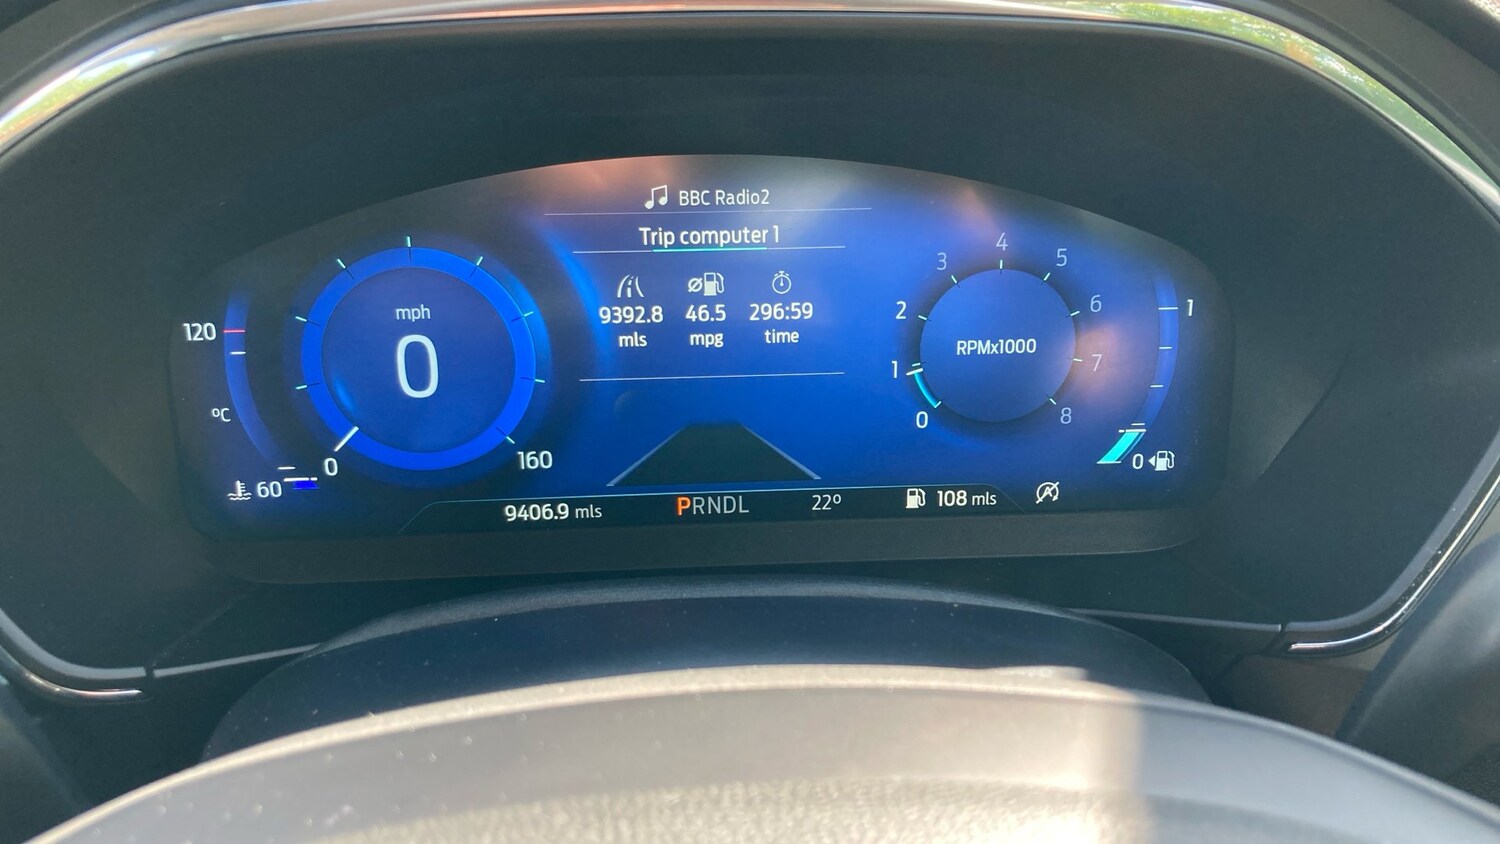 BBC Radio2
Trip computer 1
9392.8 46.5 296:59
mls mpg time
120
ºC
60
mph
0
0 160
0 1 2 3 4 5 6 7 8
RPMx1000
1
0
9406.9 mls PRNDL 22º 108 mls
A